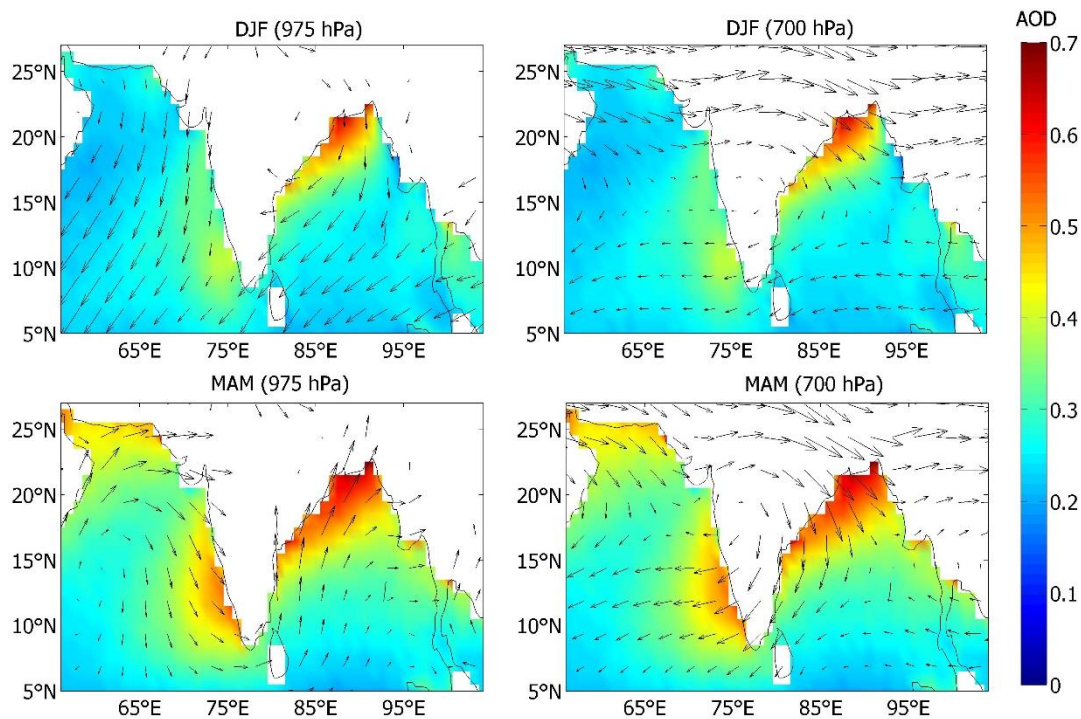 DJF (975 hPa)
DJF (700 hPa)
AOD
25°N
20°N
15°N
10°N
5°N
65°E
75°E
85°E
95°E
25°N
20°N
15°N
10°N
5°N
65°E
75°E
85°E
95°E
0.7
0.6
0.5
0.4
0.3
0.2
0.1
0
MAM (975 hPa)
MAM (700 hPa)
25°N
20°N
15°N
10°N
5°N
65°E
75°E
85°E
95°E
25°N
20°N
15°N
10°N
5°N
65°E
75°E
85°E
95°E